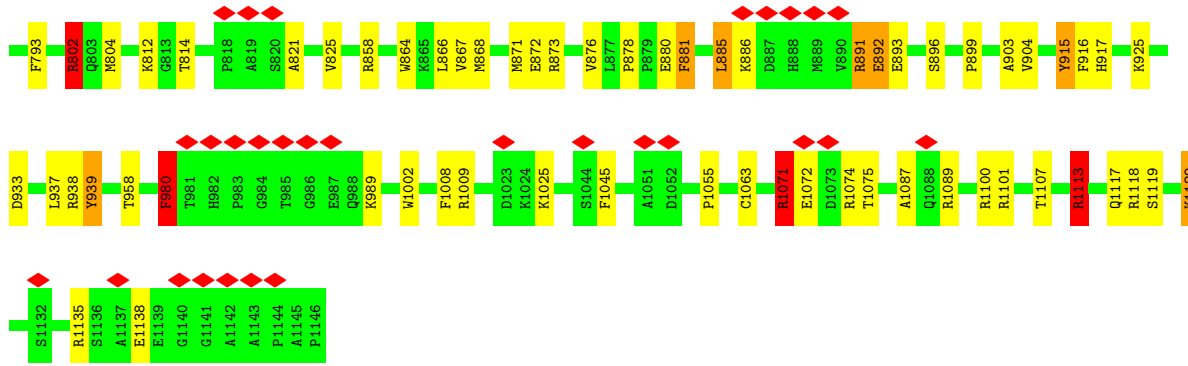 F793 R802 Q803 M804 K812 G813 T814 P818 A819 S820 A821 V825 R858 W864 K865 L866 V867 M868 M871 E872 R873 V876 L877 P878 P879 E880 F881 L885 K886 D887 H888 M889 V890 R891 E892 E893 S896 P899 A903 V904 Y915 F916 H917 K925
D933 L937 R938 Y939 T958 F980 T981 H982 P983 G984 T985 G986 E987 Q988 K989 W1002 F1008 R1009 D1023 K1024 K1025 S1044 F1045 A1051 D1052 P1055 C1063 R1071 E1072 D1073 R1074 T1075 A1087 Q1088 R1089 R1100 R1101 T1107 R1113 Q1117 R1118 S1119
S1132 R1135 S1136 A1137 E1138 E1139 G1140 G1141 A1142 A1143 P1144 A1145 P1146